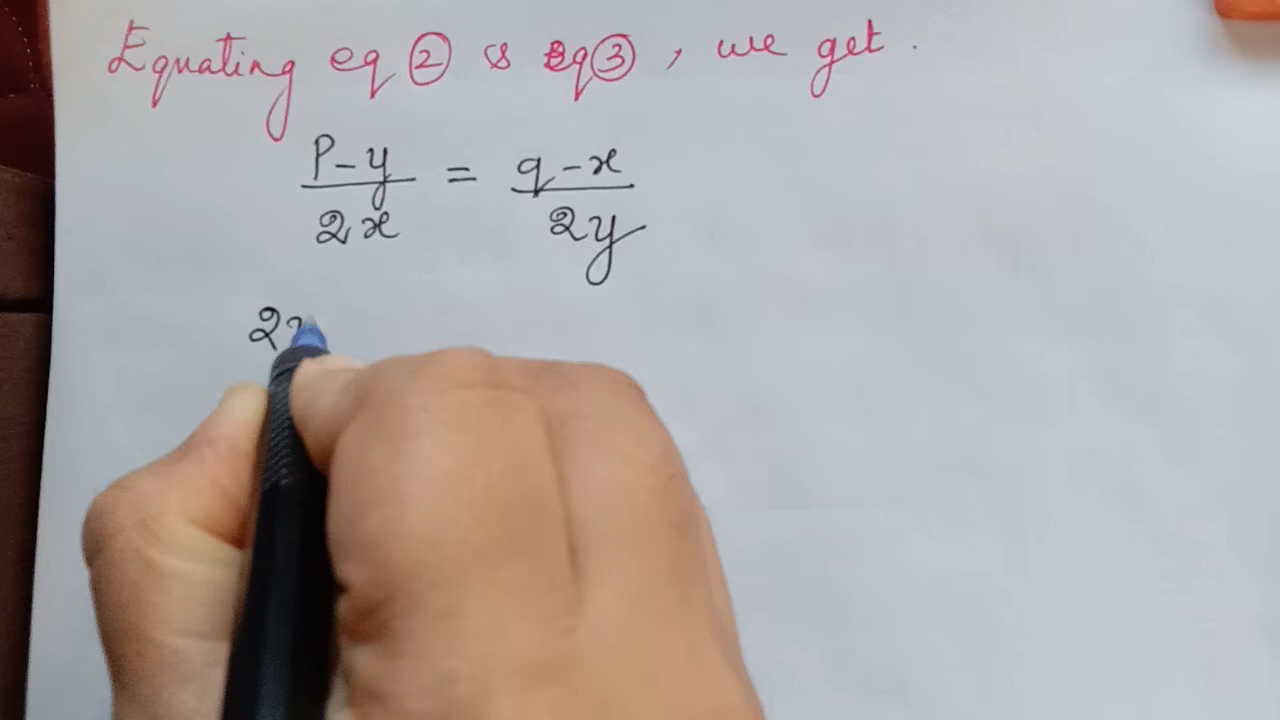 Equating eq ② & Eq ③, we get.
P - y / 2x = q - x / 2y
2